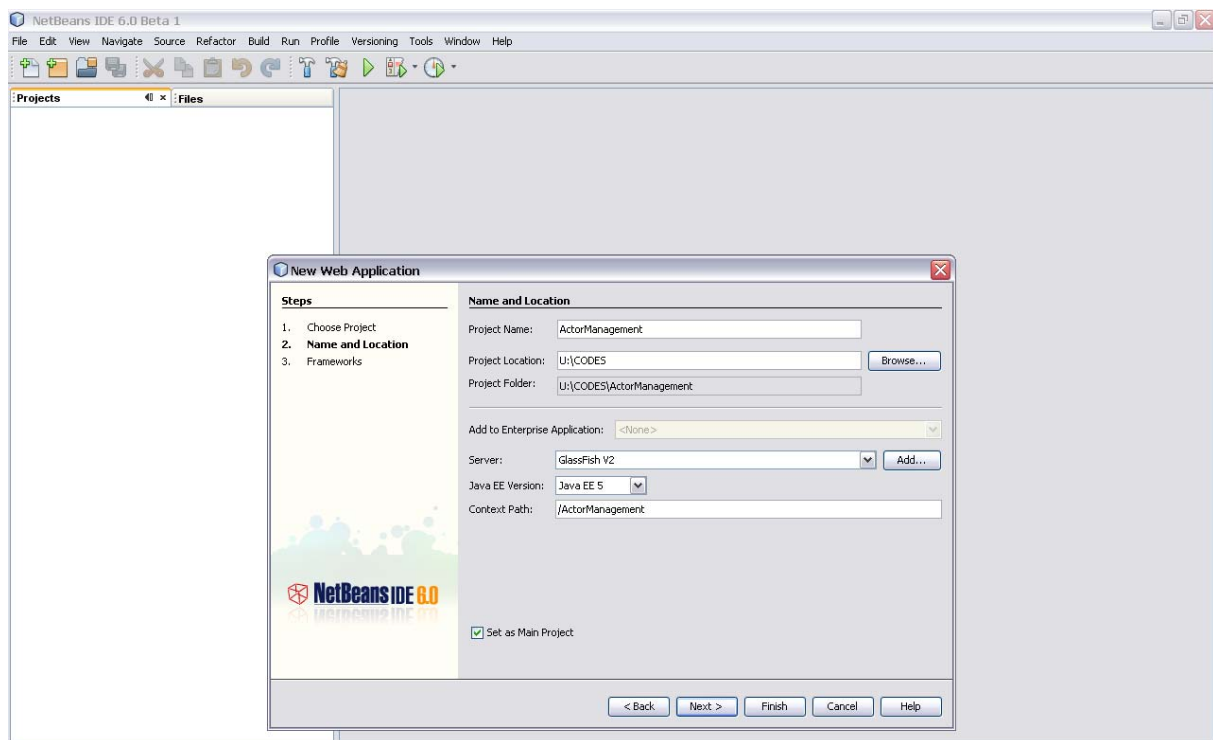 NetBeans IDE 6.0 Beta 1
File Edit View Navigate Source Refactor Build Run Profile Versioning Tools Window Help
Projects Files
New Web Application
Steps
1. Choose Project
2. Name and Location
3. Frameworks
Name and Location
Project Name: ActorManagement
Project Location: U:\CODES Browse...
Project Folder: U:\CODES\ActorManagement
Add to Enterprise Application: <None>
Server: GlassFish V2 Add...
Java EE Version: Java EE 5
Context Path: /ActorManagement
NetBeans IDE 6.0
Set as Main Project
< Back Next > Finish Cancel Help